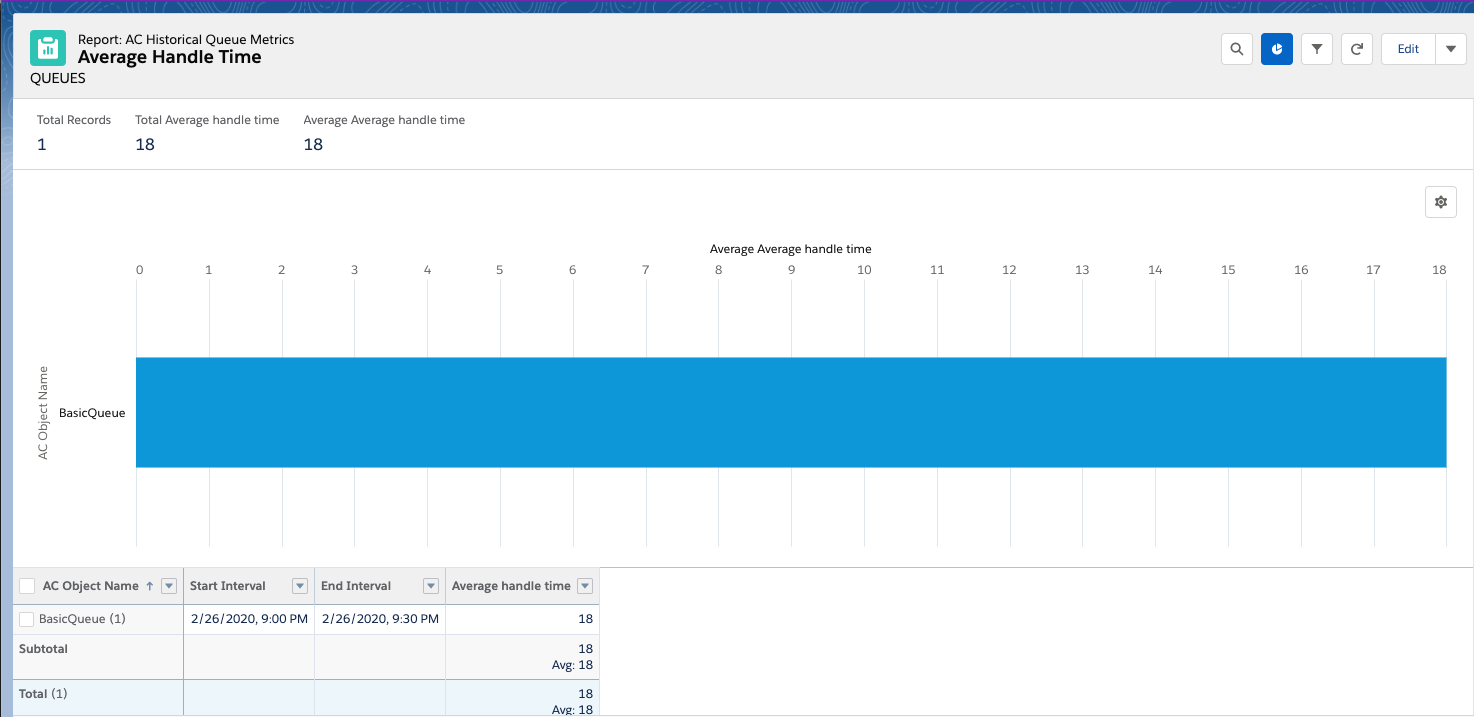 Report: AC Historical Queue Metrics
Average Handle Time
QUEUES
Edit
Total Records
Total Average handle time
Average Average handle time
1
18
18
Average Average handle time
0 1 2 3 4 5 6 7 8 9 10 11 12 13 14 15 16 17 18
AC Object Name
BasicQueue
AC Object Name ↑ Start Interval End Interval Average handle time
BasicQueue (1) 2/26/2020, 9:00 PM 2/26/2020, 9:30 PM 18
Subtotal 18
Avg: 18
Total (1) 18
Avg: 18